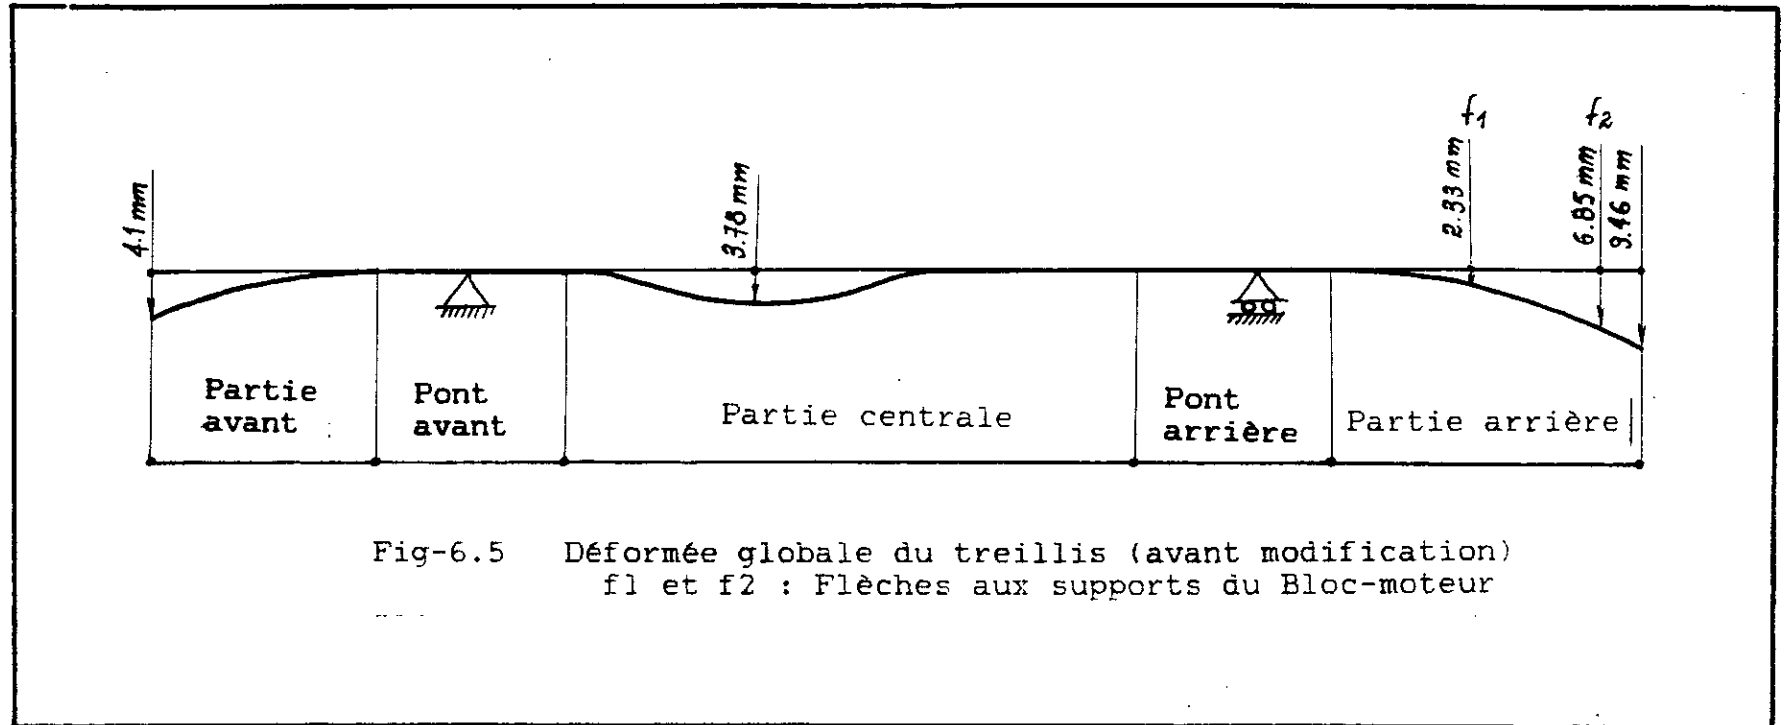 f1
f2
4.1 mm
3.78 mm
2.33 mm
6.85 mm
9.46 mm
Partie
avant
Pont
avant
Partie centrale
Pont
arrière
Partie arrière
Fig-6.5 Déformée globale du treillis (avant modification)
f1 et f2 : Flèches aux supports du Bloc-moteur